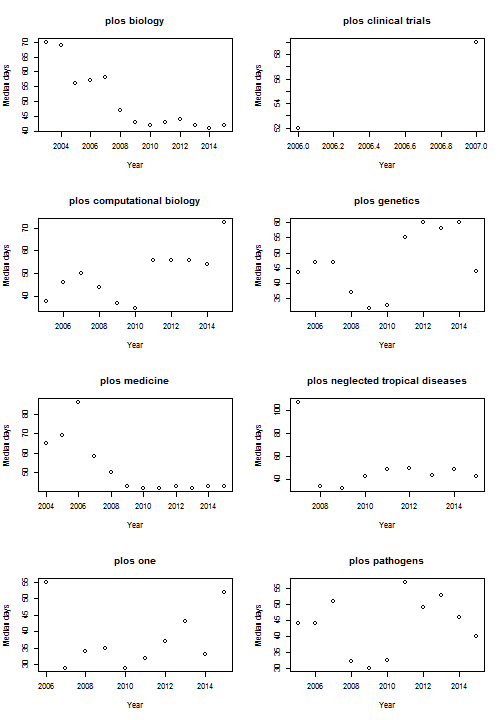 plos biology
Median days
70
65
60
55
50
45
40
2004 2006 2008 2010 2012 2014
Year
plos clinical trials
Median days
58
56
54
52
2006.0 2006.2 2006.4 2006.6 2006.8 2007.0
Year
plos computational biology
Median days
70
60
50
40
2006 2008 2010 2012 2014
Year
plos genetics
Median days
60
55
50
45
40
35
2006 2008 2010 2012 2014
Year
plos medicine
Median days
80
70
60
50
2004 2006 2008 2010 2012 2014
Year
plos neglected tropical diseases
Median days
100
80
60
40
2008 2010 2012 2014
Year
plos one
Median days
55
50
45
40
35
30
2006 2008 2010 2012 2014
Year
plos pathogens
Median days
55
50
45
40
35
30
2006 2008 2010 2012 2014
Year